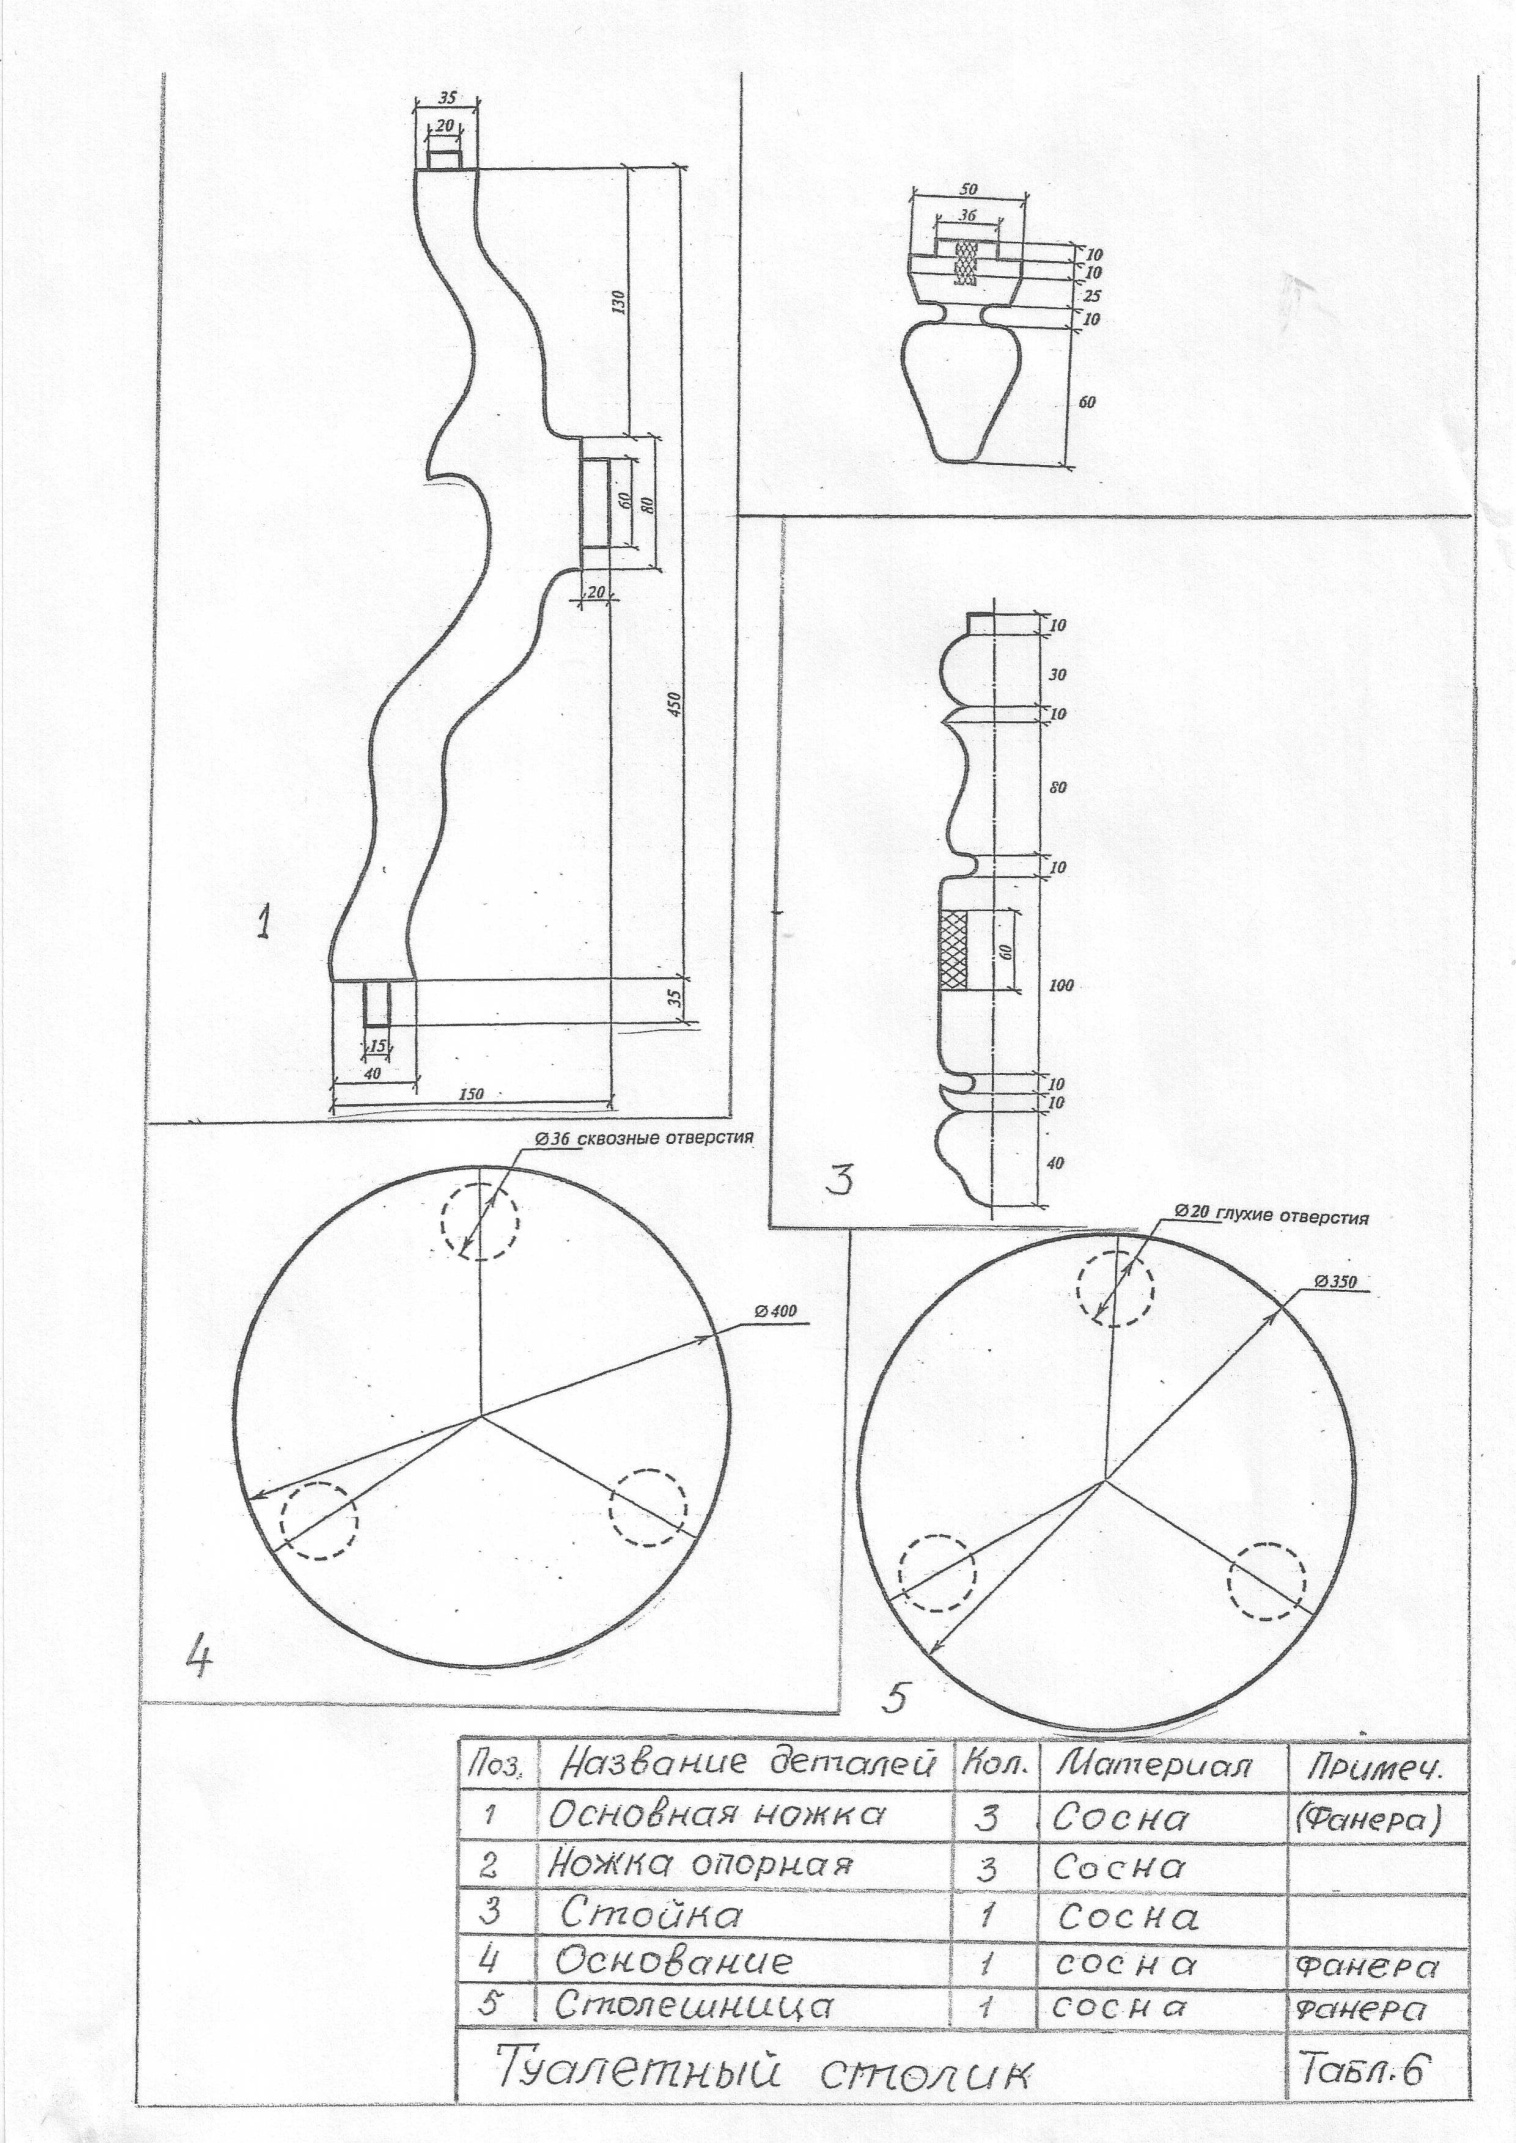 35
20
130
450
60
80
20
35
15
40
150
1
50
36
10
10
25
10
60
10
30
10
80
10
60
100
10
10
40
3
Ø36 сквозные отверстия
Ø400
4
Ø20 глухие отверстия
Ø350
5
Поз. Название деталей Кол. Материал Примеч.
1 Основная ножка 3 Сосна (Фанера)
2 Ножка опорная 3 Сосна
3 Стойка 1 Сосна
4 Основание 1 сосна фанера
5 Столешница 1 сосна фанера
Туалетный столик Табл.6